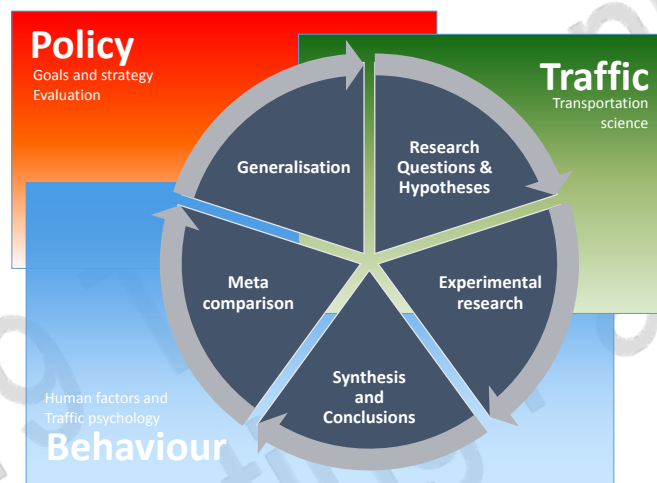 Policy
Goals and strategy
Evaluation
Traffic
Transportation
science
Generalisation
Research
Questions &
Hypotheses
Meta
comparison
Experimental
research
Synthesis
and
Conclusions
Human factors and
Traffic psychology
Behaviour